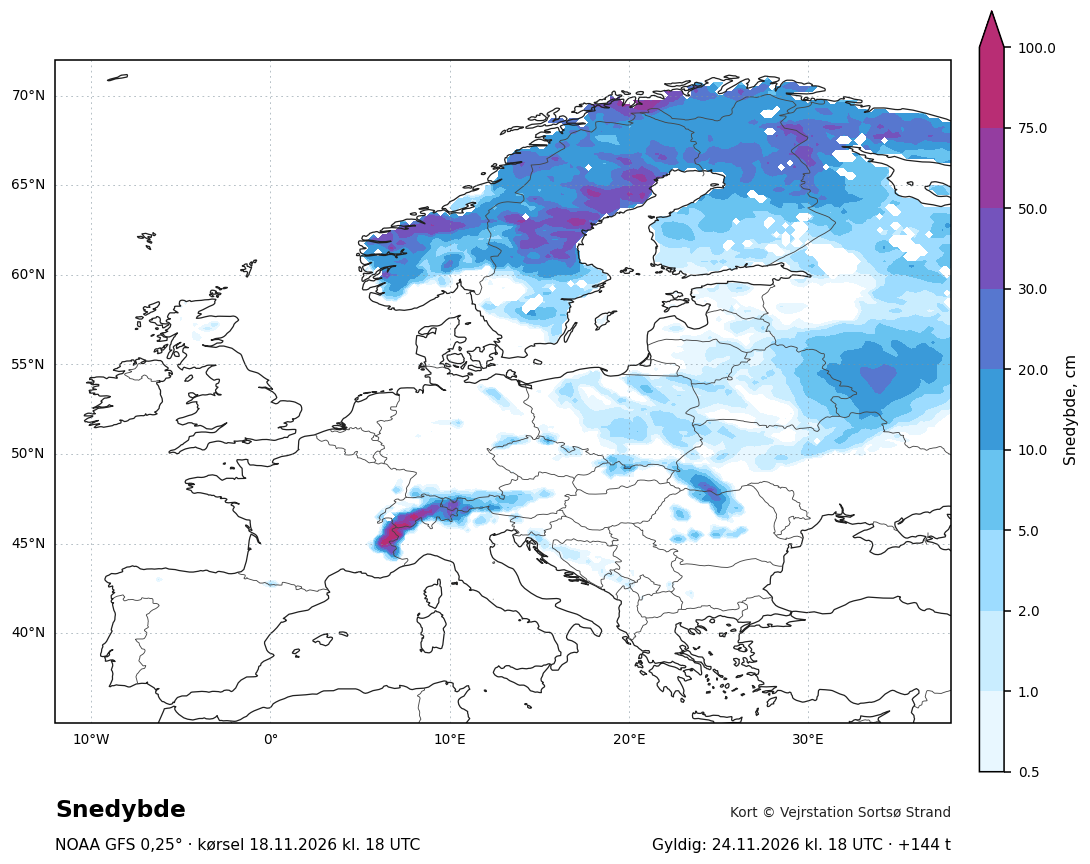 100.0
75.0
50.0
30.0
20.0
10.0
5.0
2.0
1.0
0.5
Snedybde, cm
70°N
65°N
60°N
55°N
50°N
45°N
40°N
10°W 0° 10°E 20°E 30°E
Snedybde
Kort © Vejrstation Sortsø Strand
NOAA GFS 0,25° · kørsel 18.11.2026 kl. 18 UTC
Gyldig: 24.11.2026 kl. 18 UTC · +144 t